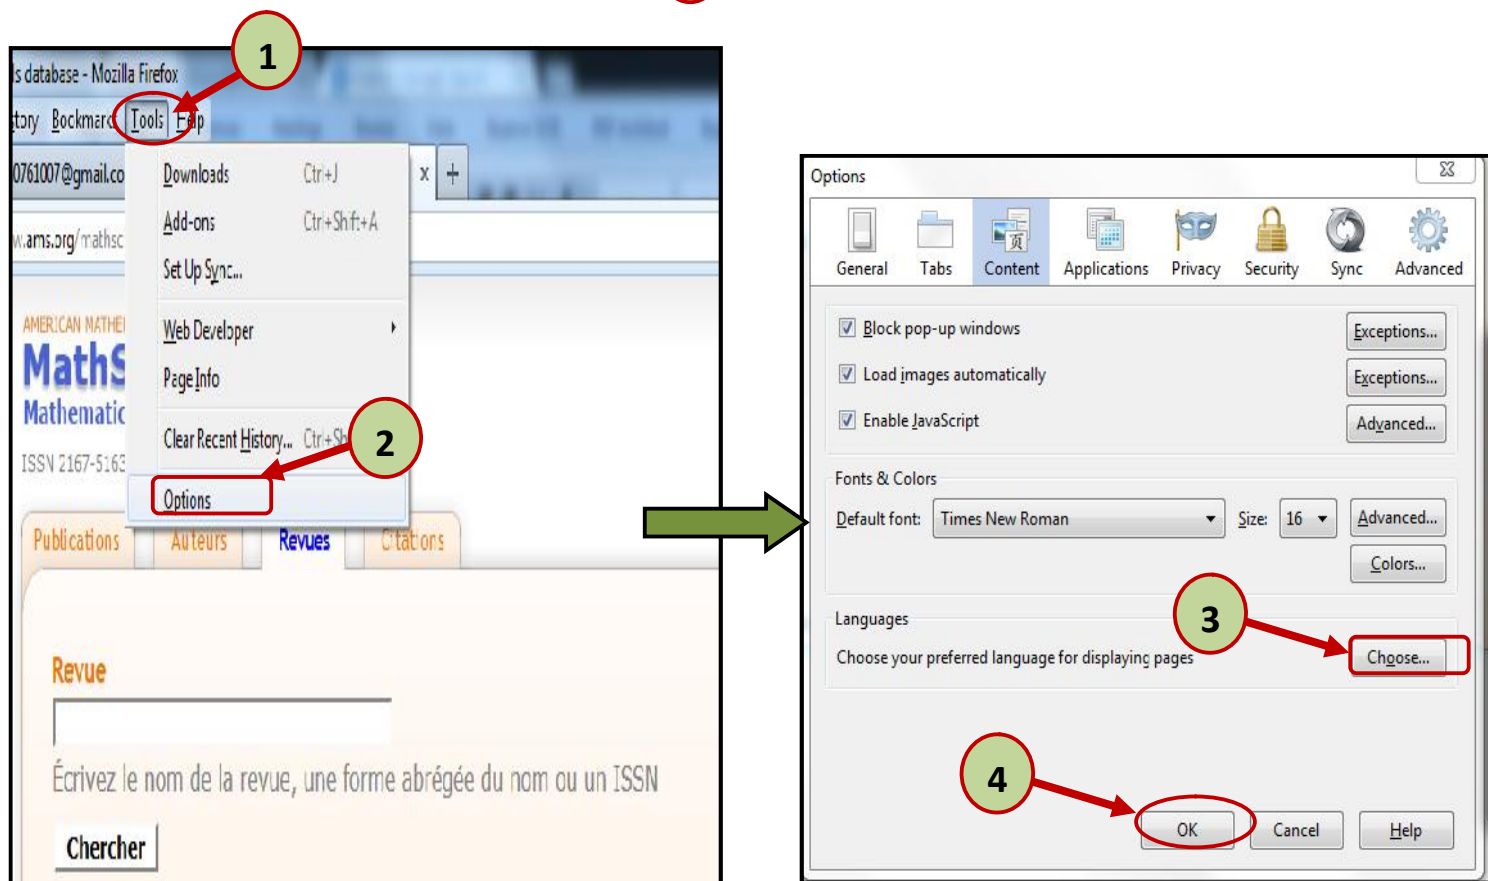 1
ls database - Mozilla Firefox
tory Bookmark Tools Help
0761007@gmail.co
x +
w.ams.org/mathsc
Downloads Ctrl+J
Add-ons Ctrl+Shift+A
Set Up Sync...
Web Developer
Page Info
Clear Recent History... Ctrl+Sh
2
Options
AMERICAN MATHE
MathS
Mathematic
ISSN 2167-5163
Publications Auteurs Revues Citations
Revue
Écrivez le nom de la revue, une forme abrégée du nom ou un ISSN
Chercher
Options
页
General Tabs Content Applications Privacy Security Sync Advanced
Block pop-up windows Exceptions...
Load images automatically Exceptions...
Enable JavaScript Advanced...
Fonts & Colors
Default font: Times New Roman Size: 16 Advanced...
Colors...
Languages
3
Choose your preferred language for displaying pages Choose...
4
OK Cancel Help